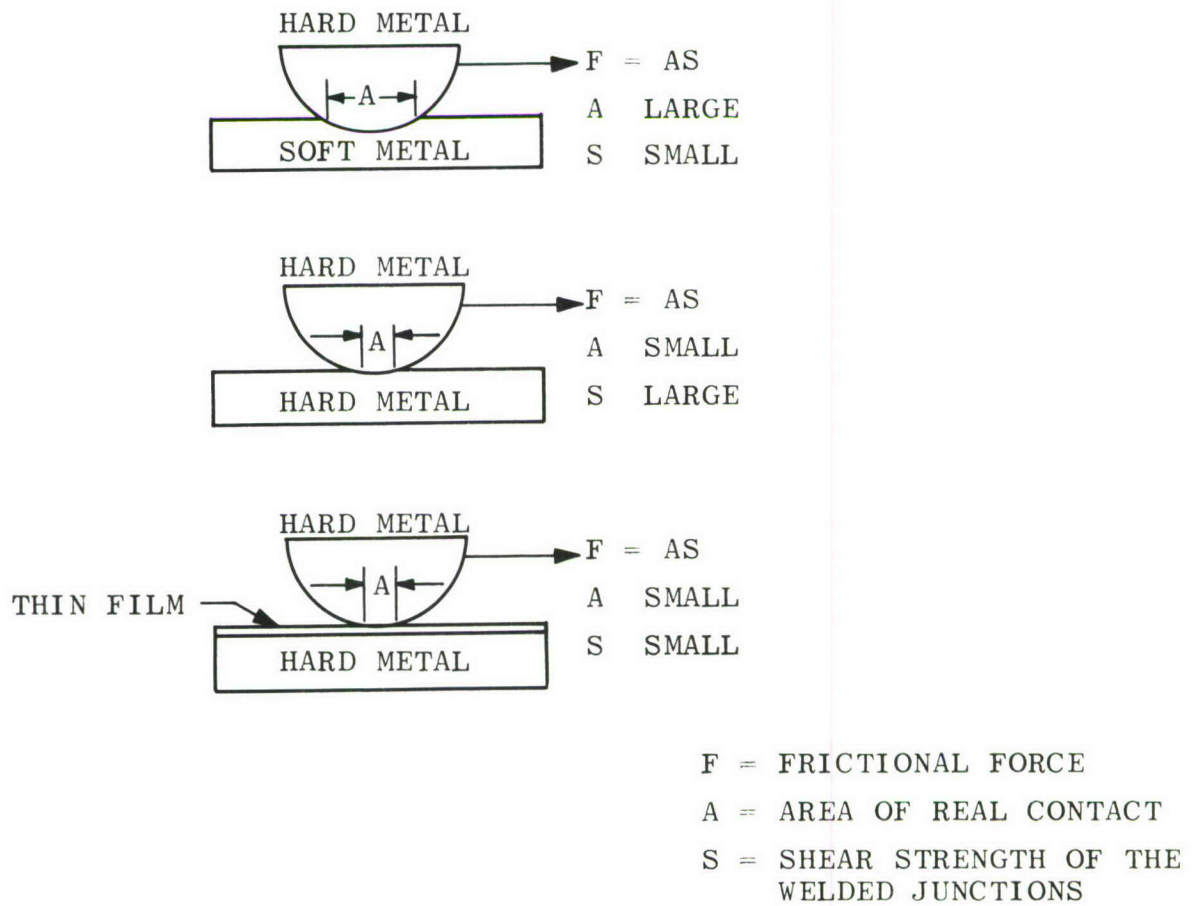 HARD METAL
F = AS
A
A LARGE
SOFT METAL
S SMALL
HARD METAL
F = AS
A
A SMALL
HARD METAL
S LARGE
HARD METAL
F = AS
A
THIN FILM
A SMALL
HARD METAL
S SMALL
F = FRICTIONAL FORCE
A = AREA OF REAL CONTACT
S = SHEAR STRENGTH OF THE
WELDED JUNCTIONS